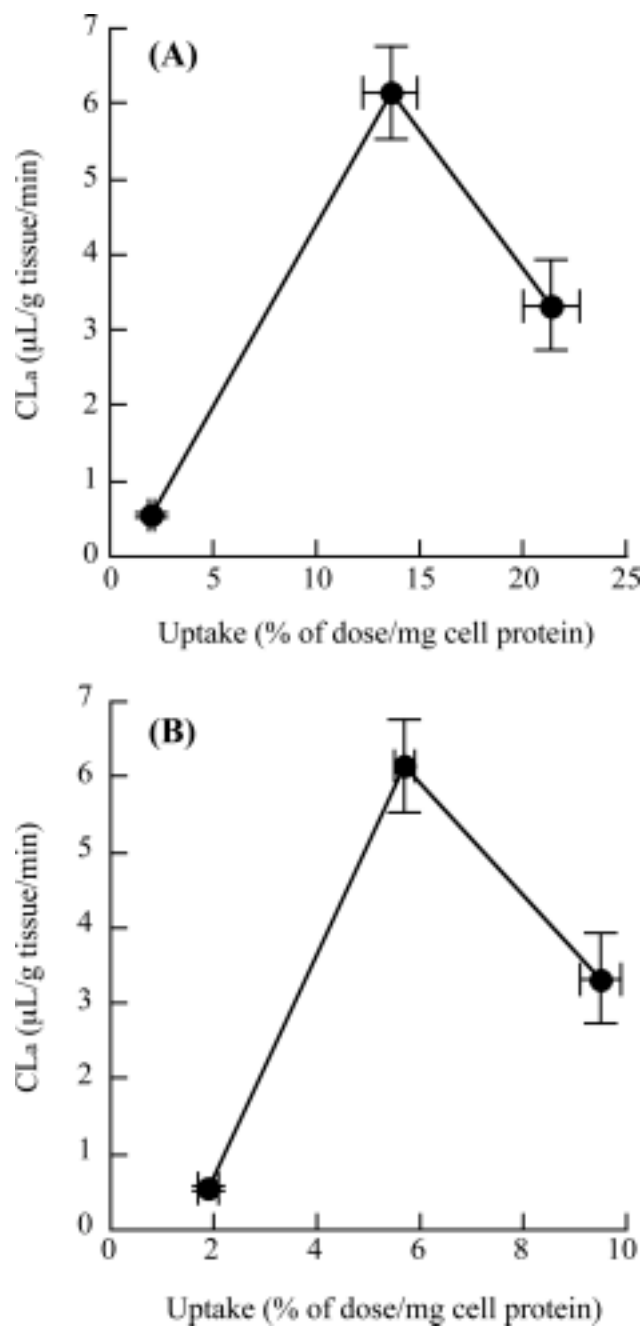 (A)
7
6
5
4
3
2
1
0
CLa (µL/g tissue/min)
0 5 10 15 20 25
Uptake (% of dose/mg cell protein)
(B)
7
6
5
4
3
2
1
0
CLa (µL/g tissue/min)
0 2 4 6 8 10
Uptake (% of dose/mg cell protein)